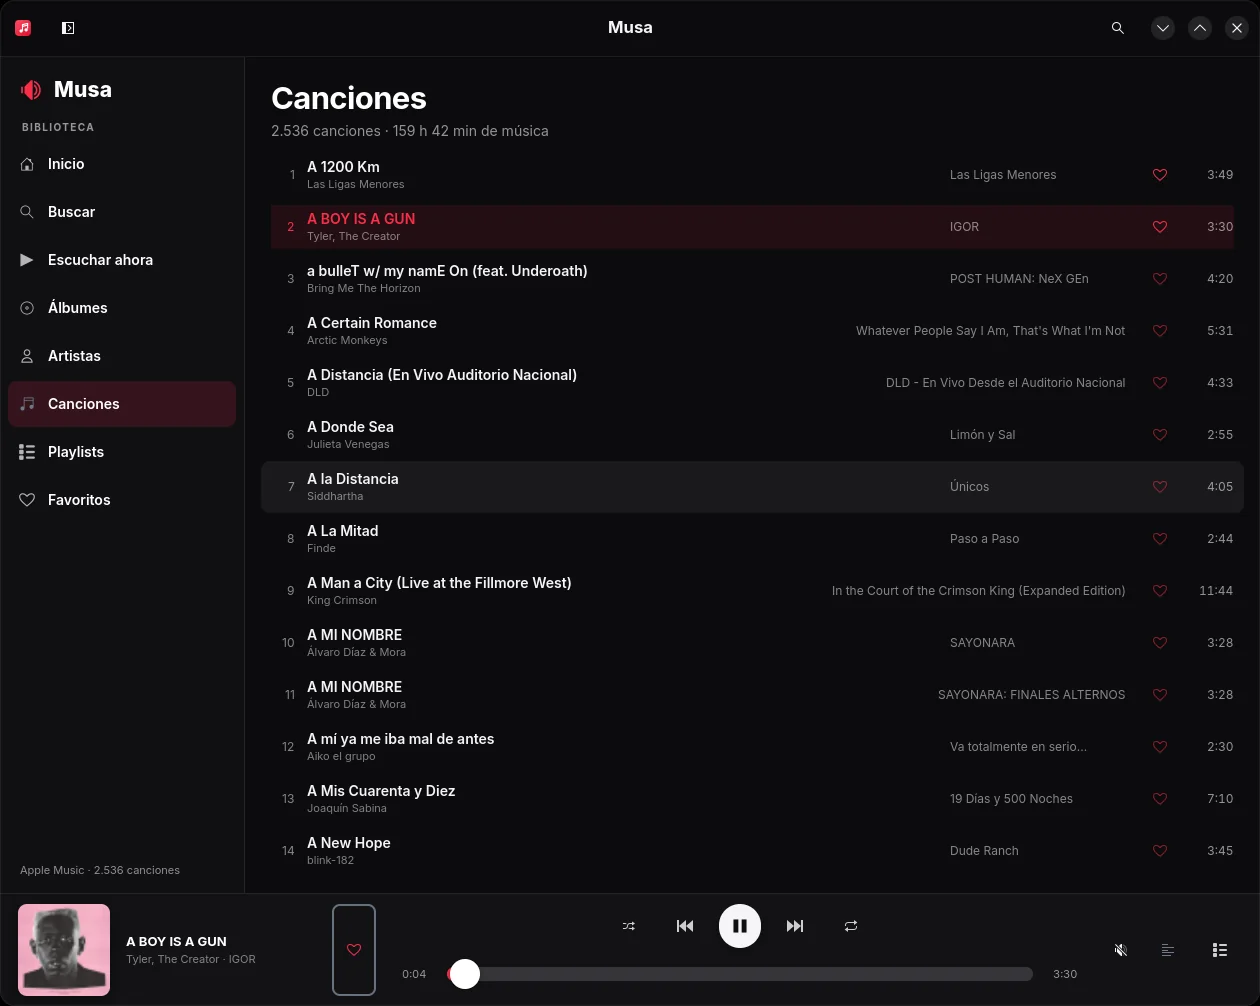 Musa
Musa
BIBLIOTECA
Inicio
Buscar
Escuchar ahora
Álbumes
Artistas
Canciones
Playlists
Favoritos
Apple Music · 2.536 canciones
Canciones
2.536 canciones · 159 h 42 min de música
1 A 1200 Km Las Ligas Menores 3:49
Las Ligas Menores
2 A BOY IS A GUN IGOR 3:30
Tyler, The Creator
3 a bulleT w/ my namE On (feat. Underoath) POST HUMAN: NeX GEn 4:20
Bring Me The Horizon
4 A Certain Romance Whatever People Say I Am, That's What I'm Not 5:31
Arctic Monkeys
5 A Distancia (En Vivo Auditorio Nacional) DLD - En Vivo Desde el Auditorio Nacional 4:33
DLD
6 A Donde Sea Limón y Sal 2:55
Julieta Venegas
7 A la Distancia Únicos 4:05
Siddhartha
8 A La Mitad Paso a Paso 2:44
Finde
9 A Man a City (Live at the Fillmore West) In the Court of the Crimson King (Expanded Edition) 11:44
King Crimson
10 A MI NOMBRE SAYONARA 3:28
Álvaro Díaz & Mora
11 A MI NOMBRE SAYONARA: FINALES ALTERNOS 3:28
Álvaro Díaz & Mora
12 A mí ya me iba mal de antes Va totalmente en serio... 2:30
Aiko el grupo
13 A Mis Cuarenta y Diez 19 Días y 500 Noches 7:10
Joaquín Sabina
14 A New Hope Dude Ranch 3:45
blink-182
A BOY IS A GUN
Tyler, The Creator · IGOR
0:04 3:30